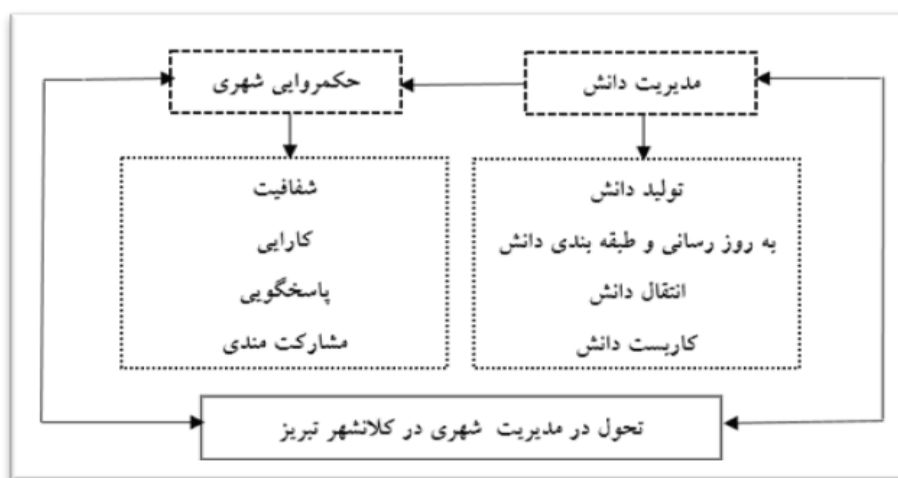 مدیریت دانش
حکمروایی شهری
تولید دانش
به روز رسانی و طبقه بندی دانش
انتقال دانش
کاربست دانش
شفافیت
کارایی
پاسخگویی
مشارکت مندی
تحول در مدیریت شهری در کلانشهر تبریز